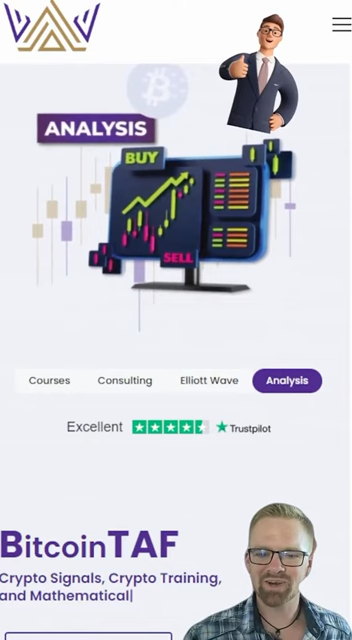 ANALYSIS
BUY
SELL
Courses Consulting Elliott Wave Analysis
Excellent Trustpilot
BitcoinTAF
Crypto Signals, Crypto Training,
and Mathematical|